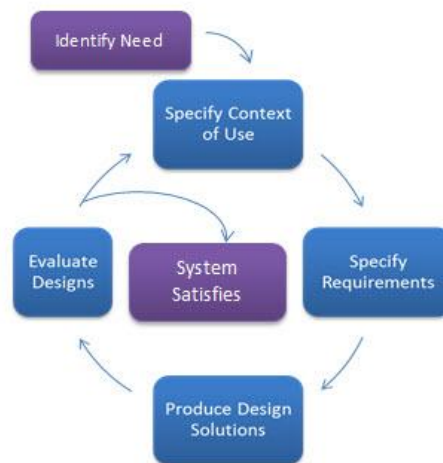 Identify Need
Specify Context
of Use
Evaluate
Designs
System
Satisfies
Specify
Requirements
Produce Design
Solutions